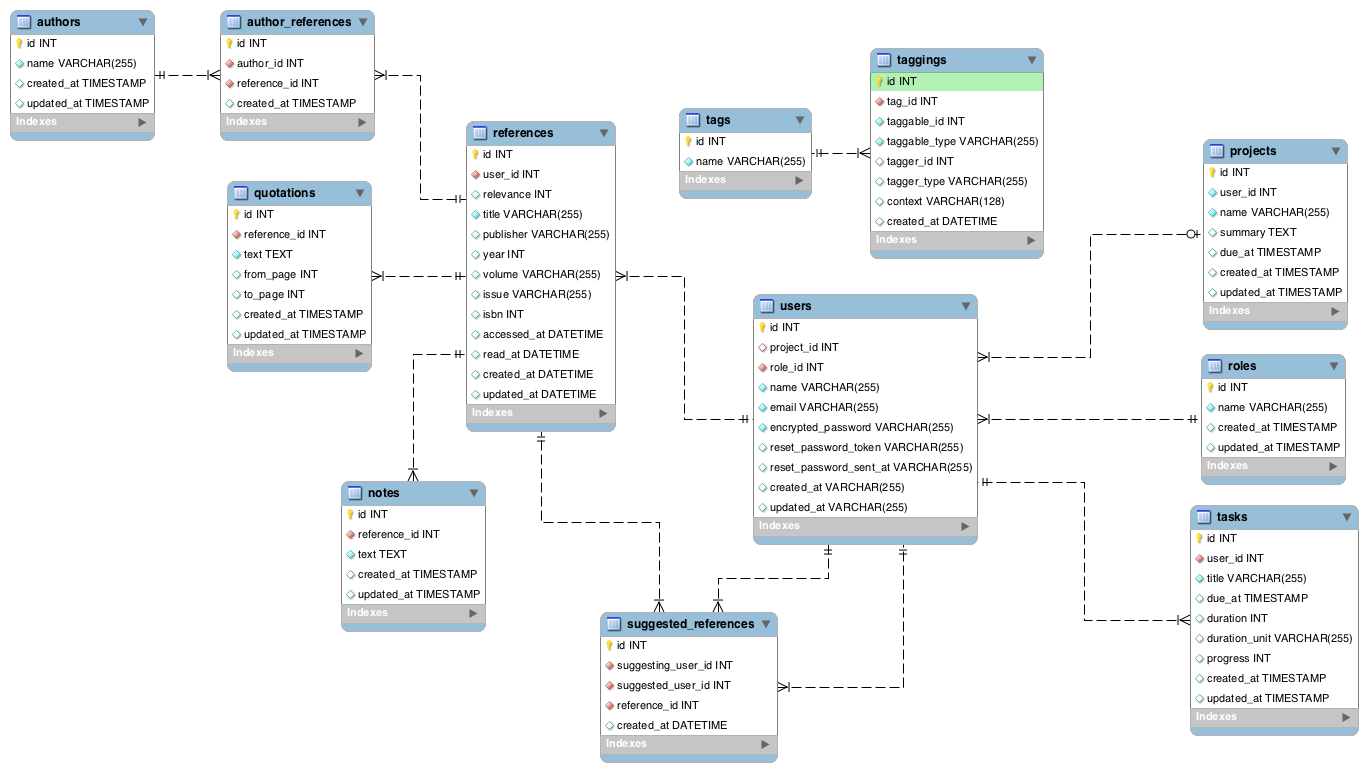 authors
id INT
name VARCHAR(255)
created_at TIMESTAMP
updated_at TIMESTAMP
Indexes
author_references
id INT
author_id INT
reference_id INT
created_at TIMESTAMP
Indexes
references
id INT
user_id INT
relevance INT
title VARCHAR(255)
publisher VARCHAR(255)
year INT
volume VARCHAR(255)
issue VARCHAR(255)
isbn INT
accessed_at DATETIME
read_at DATETIME
created_at DATETIME
updated_at DATETIME
Indexes
quotations
id INT
reference_id INT
text TEXT
from_page INT
to_page INT
created_at TIMESTAMP
updated_at TIMESTAMP
Indexes
notes
id INT
reference_id INT
text TEXT
created_at TIMESTAMP
updated_at TIMESTAMP
Indexes
tags
id INT
name VARCHAR(255)
Indexes
taggings
id INT
tag_id INT
taggable_id INT
taggable_type VARCHAR(255)
tagger_id INT
tagger_type VARCHAR(255)
context VARCHAR(128)
created_at DATETIME
Indexes
users
id INT
project_id INT
role_id INT
name VARCHAR(255)
email VARCHAR(255)
encrypted_password VARCHAR(255)
reset_password_token VARCHAR(255)
reset_password_sent_at VARCHAR(255)
created_at VARCHAR(255)
updated_at VARCHAR(255)
Indexes
suggested_references
id INT
suggesting_user_id INT
suggested_user_id INT
reference_id INT
created_at DATETIME
Indexes
projects
id INT
user_id INT
name VARCHAR(255)
summary TEXT
due_at TIMESTAMP
created_at TIMESTAMP
updated_at TIMESTAMP
Indexes
roles
id INT
name VARCHAR(255)
created_at TIMESTAMP
updated_at TIMESTAMP
Indexes
tasks
id INT
user_id INT
title VARCHAR(255)
due_at TIMESTAMP
duration INT
duration_unit VARCHAR(255)
progress INT
created_at TIMESTAMP
updated_at TIMESTAMP
Indexes